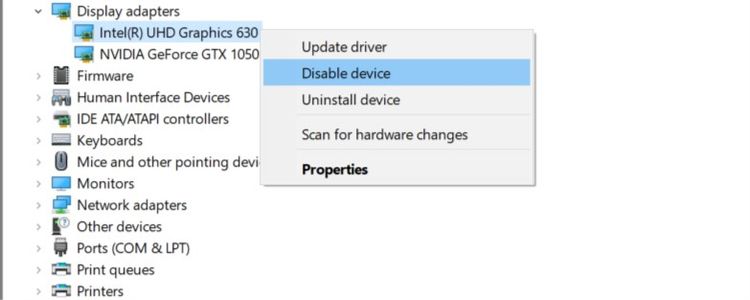 Display adapters
Intel(R) UHD Graphics 630
NVIDIA GeForce GTX 1050
Firmware
Human Interface Devices
IDE ATA/ATAPI controllers
Keyboards
Mice and other pointing devi
Monitors
Network adapters
Other devices
Ports (COM & LPT)
Print queues
Printers
Update driver
Disable device
Uninstall device
Scan for hardware changes
Properties